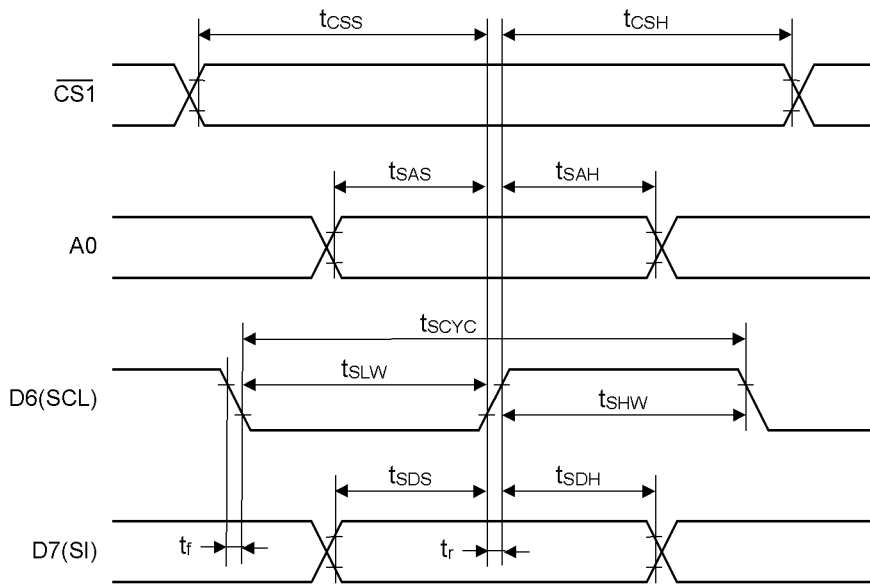 tCSS tCSH
CS1
tSAS tSAH
A0
tSCYC
tSLW
D6(SCL)
tSHW
tSDS tSDH
D7(SI) tf tr